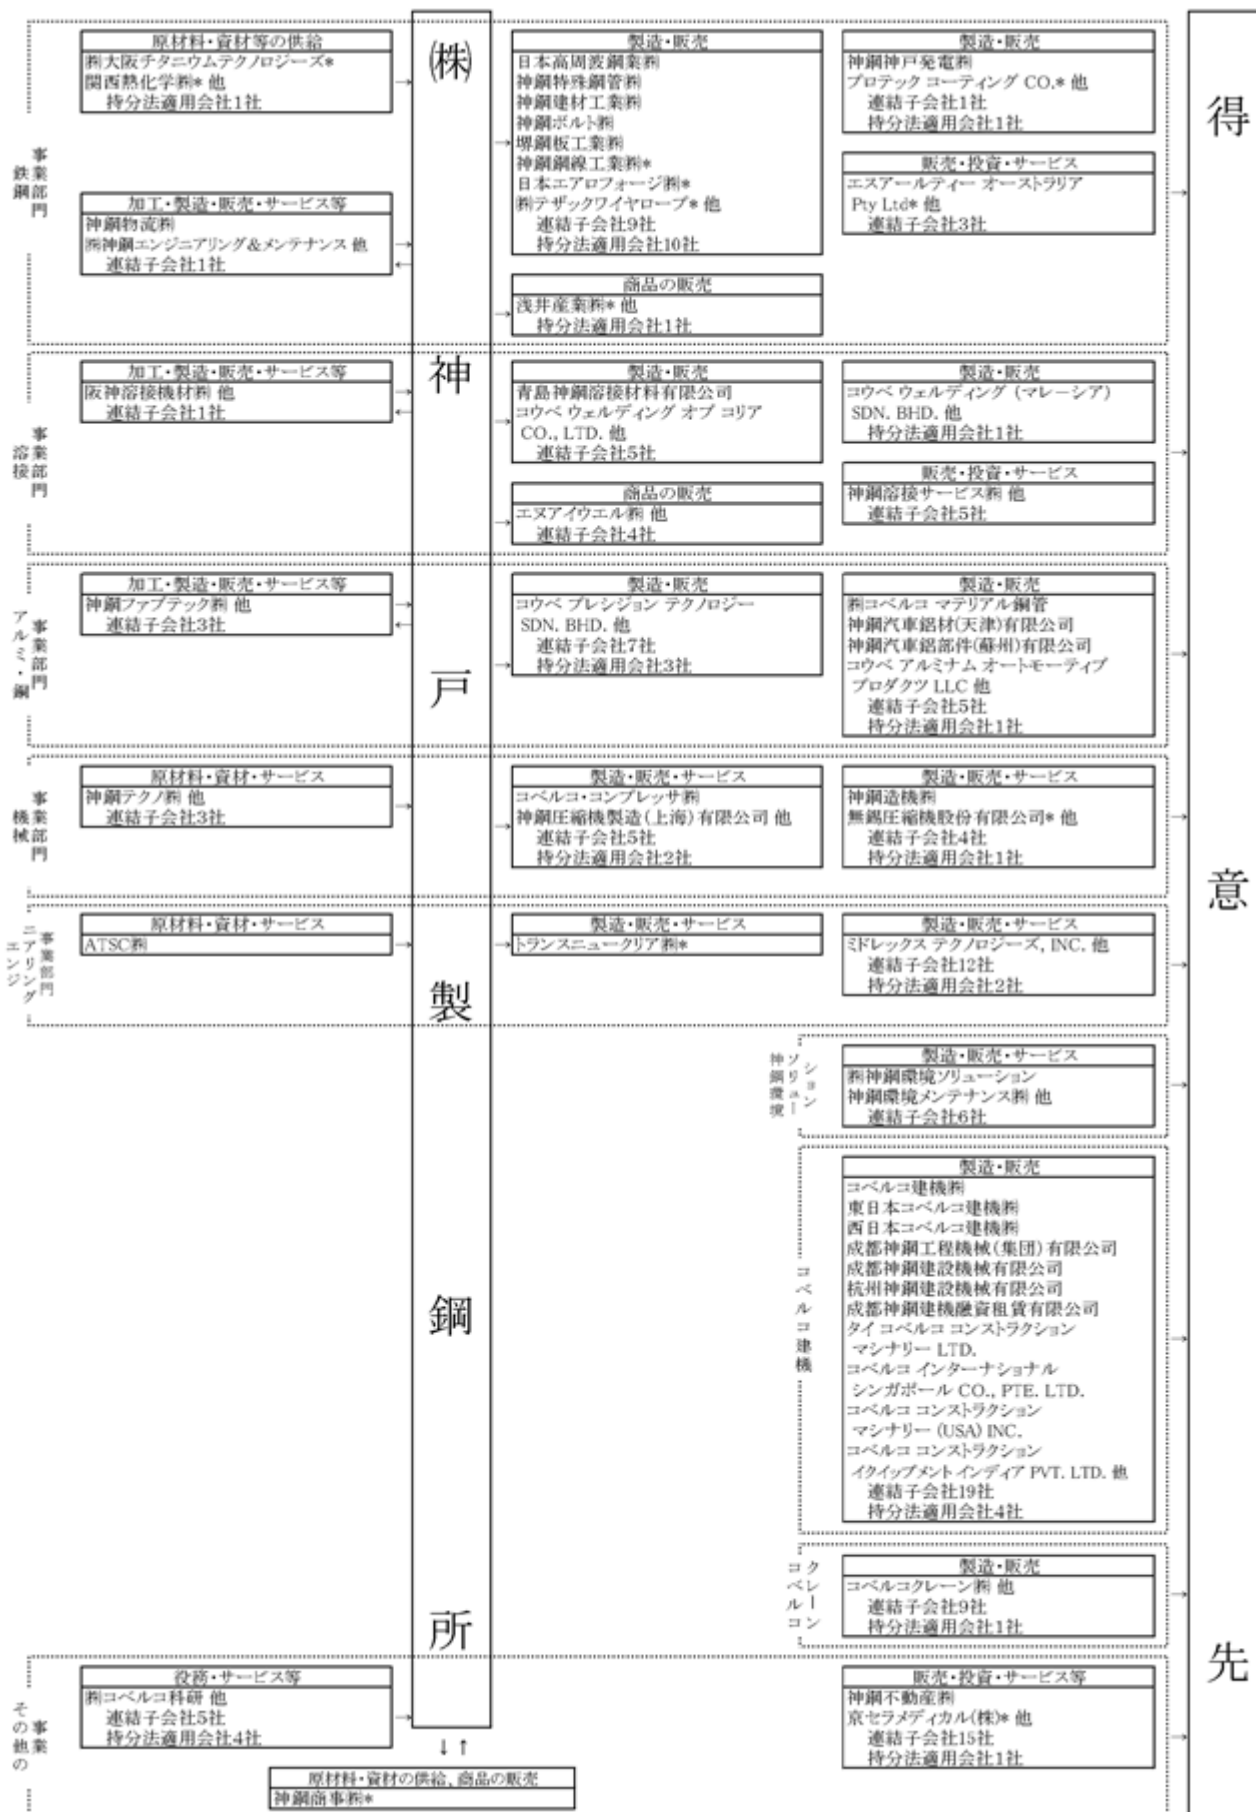 ㈱神戸製鋼所
得意先
鉄鋼事業部門
原材料・資材等の供給
㈱大阪チタニウムテクノロジーズ*
関西熱化学㈱* 他
持分法適用会社1社
加工・製造・販売・サービス等
神鋼物流㈱
㈱神鋼エンジニアリング&メンテナンス 他
連結子会社1社
製造・販売
日本高周波鋼業㈱
神鋼特殊鋼管㈱
神鋼建材工業㈱
神鋼ボルト㈱
堺鋼板工業㈱
神鋼鋼線工業㈱*
日本エアロフォージ㈱*
㈱テザックワイヤロープ* 他
連結子会社9社
持分法適用会社10社
商品の販売
浅井産業㈱* 他
持分法適用会社1社
製造・販売
神鋼神戸発電㈱
プロテック コーティング CO.* 他
連結子会社1社
持分法適用会社1社
販売・投資・サービス
エスアールティー オーストラリア
Pty Ltd* 他
連結子会社3社
溶接事業部門
加工・製造・販売・サービス等
阪神溶接機材㈱ 他
連結子会社1社
製造・販売
青島神鋼溶接材料有限公司
コウベ ウェルディング オブ コリア
CO., LTD. 他
連結子会社5社
商品の販売
エヌアイウエル㈱ 他
連結子会社4社
製造・販売
コウベ ウェルディング (マレーシア)
SDN. BHD. 他
持分法適用会社1社
販売・投資・サービス
神鋼溶接サービス㈱ 他
連結子会社5社
アルミ・銅事業部門
加工・製造・販売・サービス等
神鋼ファブテック㈱ 他
連結子会社3社
製造・販売
コウベ プレシジョン テクノロジー
SDN. BHD. 他
連結子会社7社
持分法適用会社3社
製造・販売
㈱コベルコ マテリアル銅管
神鋼汽車鋁材(天津)有限公司
神鋼汽車鋁部件(蘇州)有限公司
コウベ アルミナム オートモーティブ
プロダクツ LLC 他
連結子会社5社
持分法適用会社1社
機械事業部門
原材料・資材・サービス
神鋼テクノ㈱ 他
連結子会社3社
製造・販売・サービス
コベルコ・コンプレッサ㈱
神鋼圧縮機製造(上海)有限公司 他
連結子会社5社
持分法適用会社2社
製造・販売・サービス
神鋼造機㈱
無錫圧縮機股份有限公司* 他
連結子会社4社
持分法適用会社1社
エンジニアリング事業部門
原材料・資材・サービス
ATSC㈱
製造・販売・サービス
トランスニュークリア㈱*
製造・販売・サービス
ミドレックス テクノロジーズ, INC. 他
連結子会社12社
持分法適用会社2社
神鋼環境ソリューション
製造・販売・サービス
㈱神鋼環境ソリューション
神鋼環境メンテナンス㈱ 他
連結子会社6社
コベルコ建機
製造・販売
コベルコ建機㈱
東日本コベルコ建機㈱
西日本コベルコ建機㈱
成都神鋼工程機械(集団)有限公司
成都神鋼建設機械有限公司
杭州神鋼建設機械有限公司
成都神鋼建機融資租賃有限公司
タイ コベルコ コンストラクション
マシナリー LTD.
コベルコ インターナショナル
シンガポール CO., PTE. LTD.
コベルコ コンストラクション
マシナリー (USA) INC.
コベルコ コンストラクション
イクイップメント インディア PVT. LTD. 他
連結子会社19社
持分法適用会社4社
コベルコクレーン
製造・販売
コベルコクレーン㈱ 他
連結子会社9社
持分法適用会社1社
その他の事業
役務・サービス等
㈱コベルコ科研 他
連結子会社5社
持分法適用会社4社
販売・投資・サービス等
神鋼不動産㈱
京セラメディカル(株)* 他
連結子会社15社
持分法適用会社1社
原材料・資材の供給、商品の販売
神鋼商事㈱*